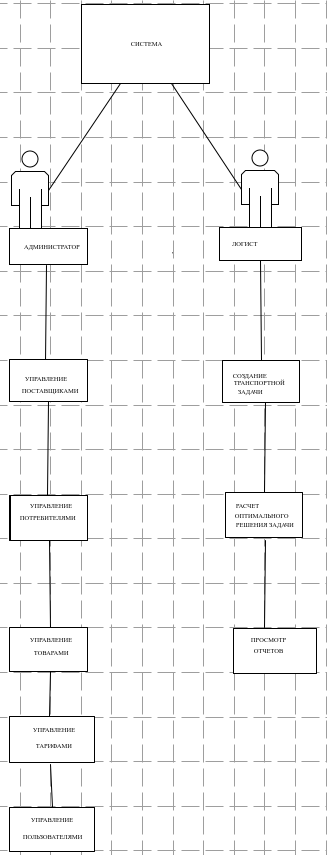 СИСТЕМА
АДМИНИСТРАТОР
ЛОГИСТ
УПРАВЛЕНИЕ
ПОСТАВЩИКАМИ
СОЗДАНИЕ
ТРАНСПОРТНОЙ
ЗАДАЧИ
УПРАВЛЕНИЕ
ПОТРЕБИТЕЛЯМИ
РАСЧЕТ
ОПТИМАЛЬНОГО
РЕШЕНИЯ ЗАДАЧИ
УПРАВЛЕНИЕ
ТОВАРАМИ
ПРОСМОТР
ОТЧЕТОВ
УПРАВЛЕНИЕ
ТАРИФАМИ
УПРАВЛЕНИЕ
ПОЛЬЗОВАТЕЛЯМИ